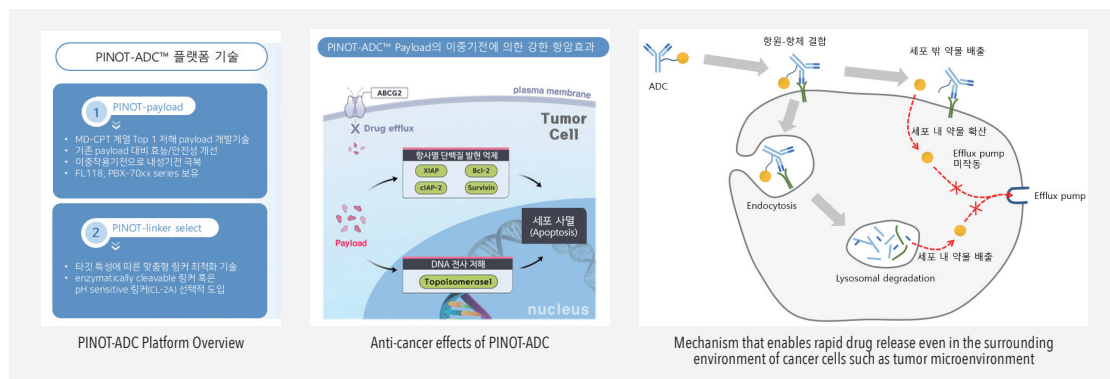 PINOT-ADC™ 플랫폼 기술
1 PINOT-payload
• MD-CPT 계열 Top 1 저해 payload 개발기술
• 기존 payload 대비 효능/안전성 개선
• 이중작용기전으로 내성기전 극복
• FL118, PBX-70xx series 보유
2 PINOT-linker select
• 타깃 특성에 따른 맞춤형 링커 최적화 기술
• enzymatically cleavable 링커 혹은
pH sensitive 링커(CL-2A) 선택적 도입
PINOT-ADC Platform Overview
PINOT-ADC™ Payload의 이중기전에 의한 강한 항암효과
ABCG2
plasma membrane
X Drug efflux
Tumor
Cell
항사멸 단백질 발현 억제
XIAP
Bcl-2
cIAP-2
Survivin
Payload
세포 사멸
(Apoptosis)
DNA 전사 저해
Topoisomerase1
nucleus
Anti-cancer effects of PINOT-ADC
ADC
항원-항체 결합
세포 밖 약물 배출
세포 내 약물 확산
Efflux pump
미작동
Efflux pump
Endocytosis
세포 내 약물 배출
Lysosomal degradation
Mechanism that enables rapid drug release even in the surrounding
environment of cancer cells such as tumor microenvironment